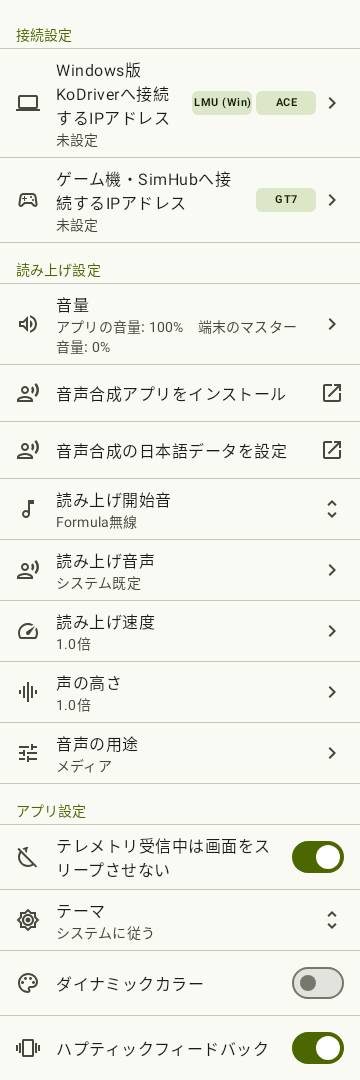 接続設定
Windows版
KoDriverへ接続
するIPアドレス
未設定
LMU (Win)
ACE
ゲーム機・SimHubへ接
続するIPアドレス
未設定
GT7
読み上げ設定
音量
アプリの音量: 100%　端末のマスター
音量: 0%
音声合成アプリをインストール
音声合成の日本語データを設定
読み上げ開始音
Formula無線
読み上げ音声
システム既定
読み上げ速度
1.0倍
声の高さ
1.0倍
音声の用途
メディア
アプリ設定
テレメトリ受信中は画面をス
リープさせない
テーマ
システムに従う
ダイナミックカラー
ハプティックフィードバック